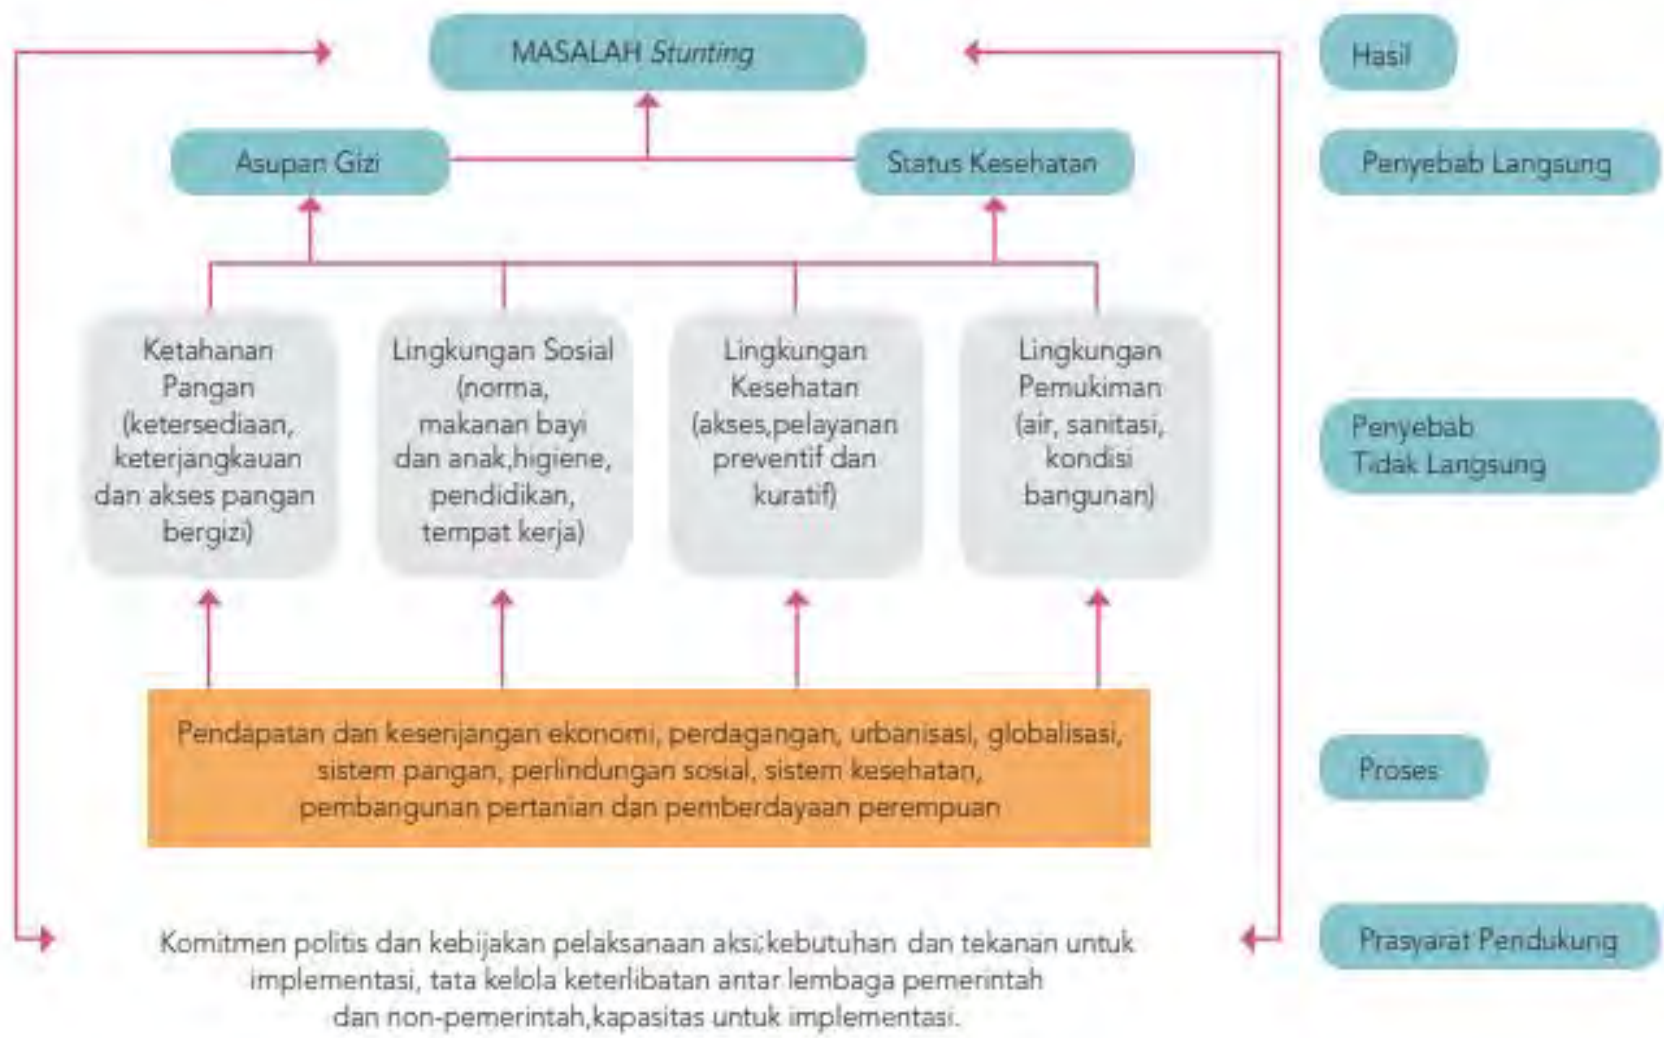 MASALAH Stunting
Hasil
Asupan Gizi
Status Kesehatan
Penyebab Langsung
Ketahanan
Pangan
(ketersediaan,
keterjangkauan
dan akses pangan
bergizi)
Lingkungan Sosial
(norma,
makanan bayi
dan anak,higiene,
pendidikan,
tempat kerja)
Lingkungan
Kesehatan
(akses,pelayanan
preventif dan
kuratif)
Lingkungan
Pemukiman
(air, sanitasi,
kondisi
bangunan)
Penyebab
Tidak Langsung
Pendapatan dan kesenjangan ekonomi, perdagangan, urbanisasi, globalisasi,
sistem pangan, perlindungan sosial, sistem kesehatan,
pembangunan pertanian dan pemberdayaan perempuan
Proses
Komitmen politis dan kebijakan pelaksanaan aksi;kebutuhan dan tekanan untuk
implementasi, tata kelola keterlibatan antar lembaga pemerintah
dan non-pemerintah,kapasitas untuk implementasi.
Prasyarat Pendukung